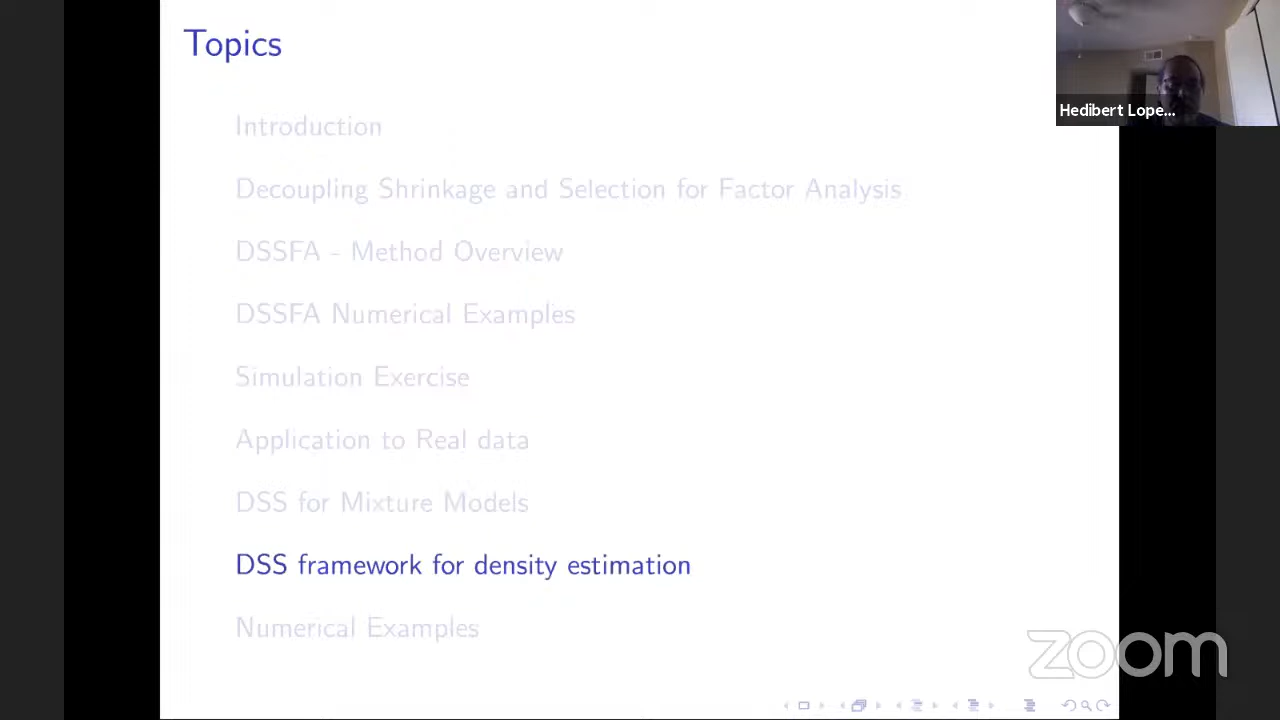 Topics
Hedibert Lope...
Introduction
Decoupling Shrinkage and Selection for Factor Analysis
DSSFA - Method Overview
DSSFA Numerical Examples
Simulation Exercise
Application to Real data
DSS for Mixture Models
DSS framework for density estimation
Numerical Examples
zoom